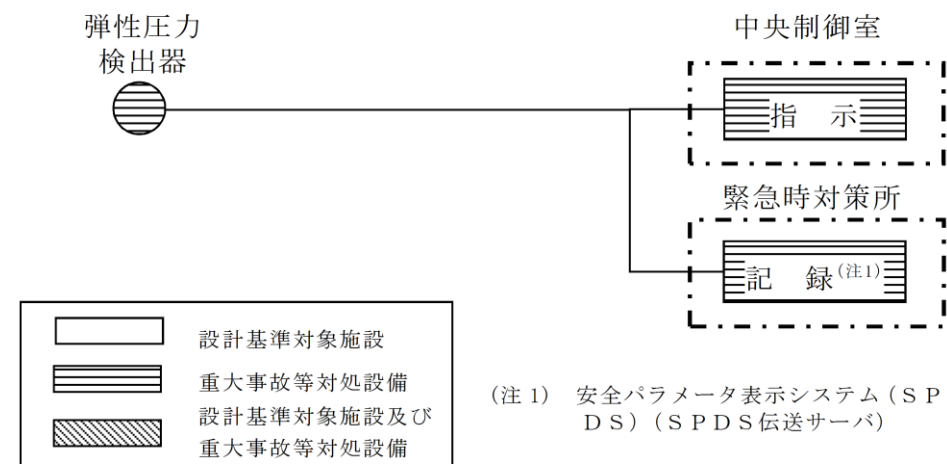 弾性圧力
検出器
中央制御室
指 示
緊急時対策所
記 録(注1)
設計基準対象施設
重大事故等対処設備
設計基準対象施設及び
重大事故等対処設備
(注1) 安全パラメータ表示システム(SP
DS)(SPDS伝送サーバ)